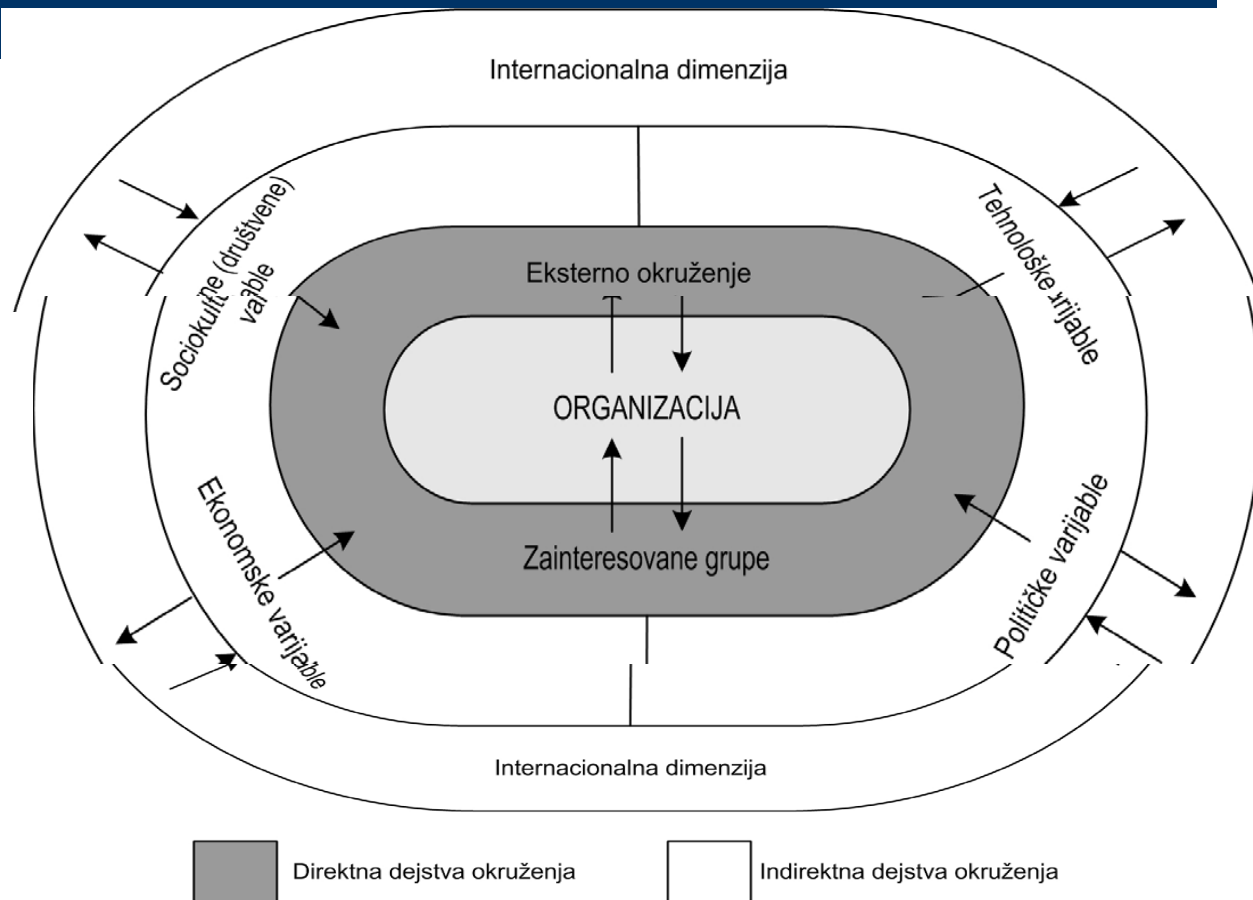 Internacionalna dimenzija
(društvene)
Tehnološke
Eksterno okruženje
ORGANIZACIJA
Zainteresovane grupe
Ekonomske varijable
Političke varijable
Internacionalna dimenzija
Direktna dejstva okruženja
Indirektna dejstva okruženja